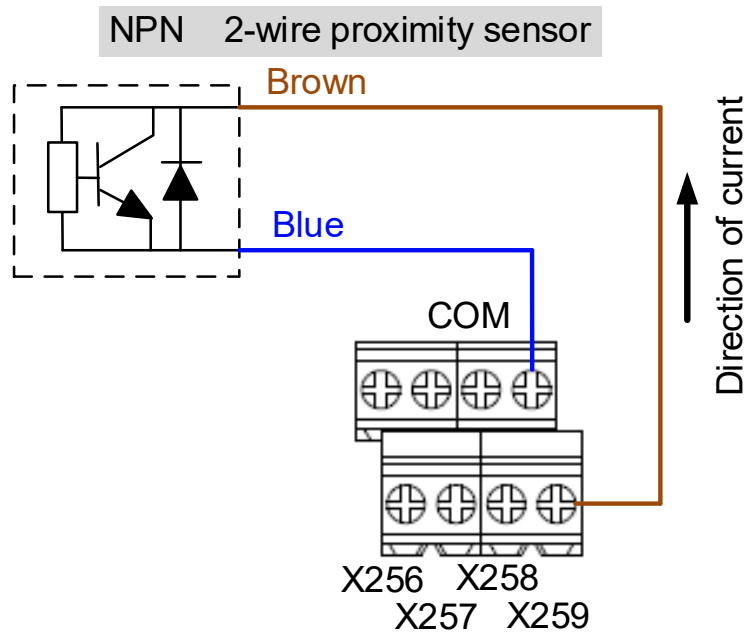 NPN 2-wire proximity sensor
Brown
Blue
COM
Direction of current
X256 X258
X257 X259